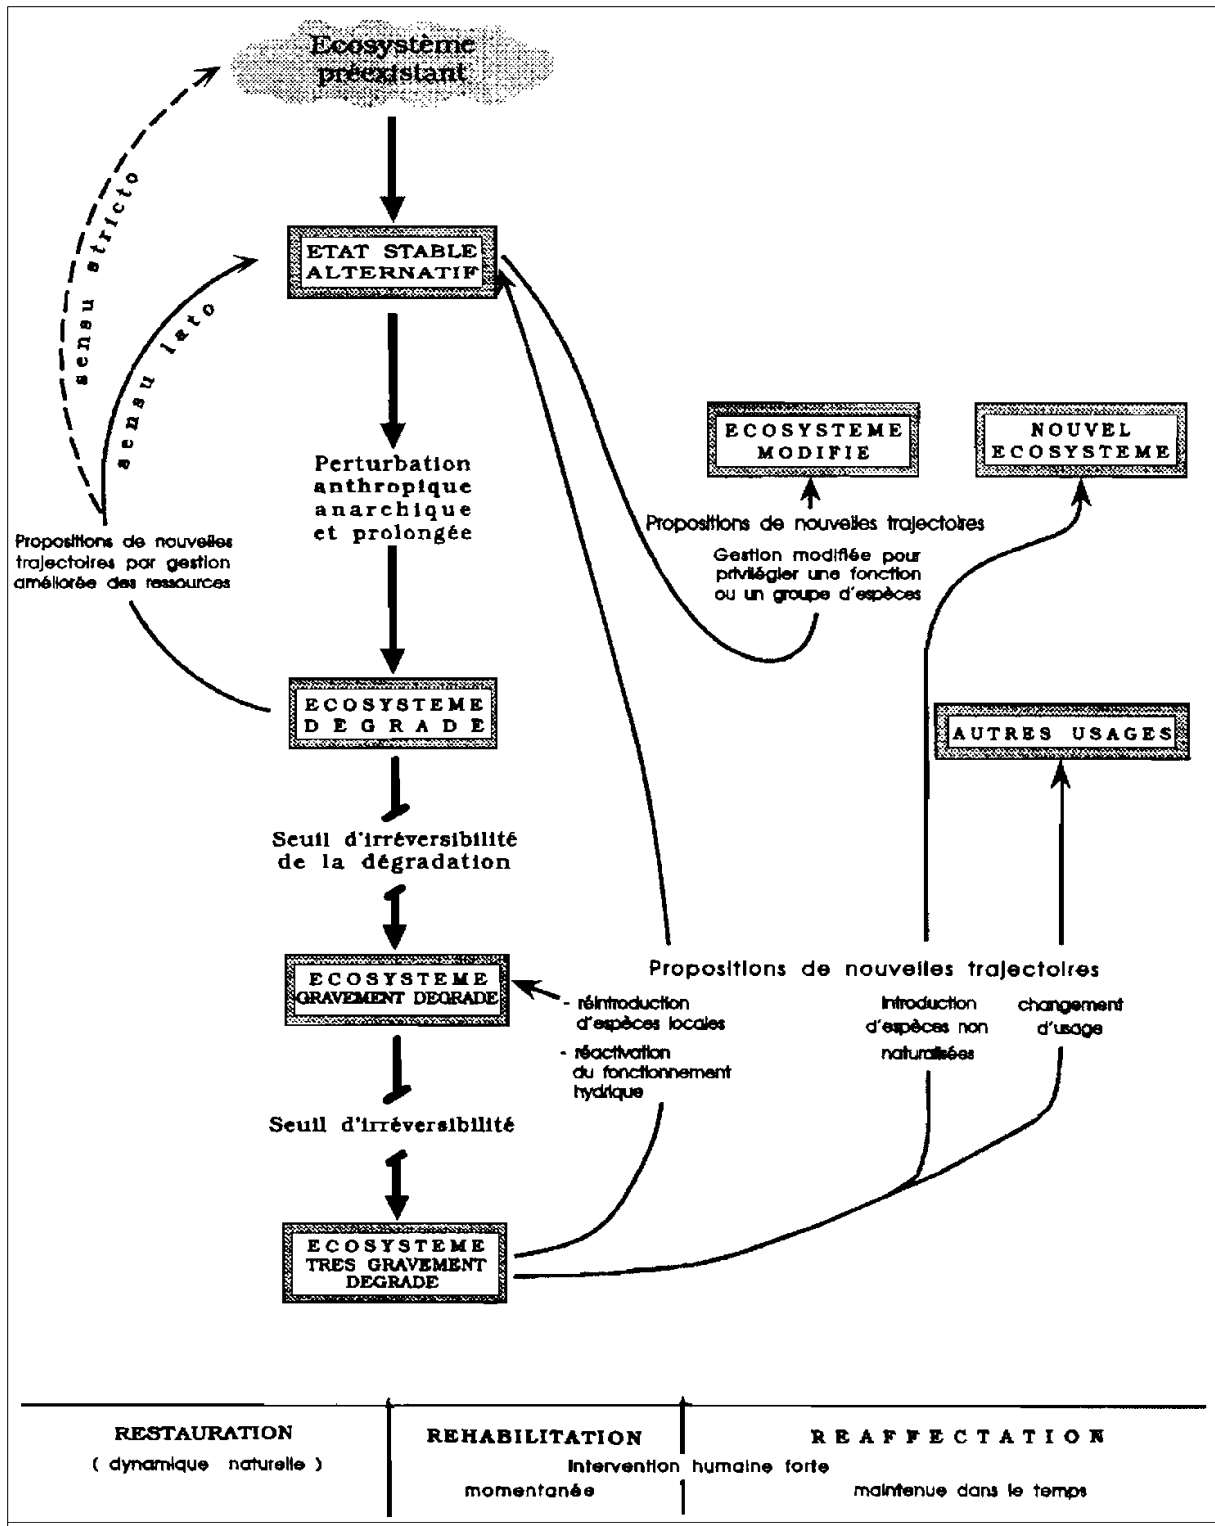 Ecosystème
préexistant
sensu stricto
sensu lato
ETAT STABLE
ALTERNATIF
Perturbation
anthropique
anarchique
et prolongée
Propositions de nouvelles
trajectoires par gestion
améliorée des ressources
ECOSYSTEME
DEGRADE
Seuil d'irréversibilité
de la dégradation
ECOSYSTEME
GRAVEMENT DEGRADE
Seuil d'irréversibilité
ECOSYSTEME
TRES GRAVEMENT
DEGRADE
ECOSYSTEME
MODIFIE
Propositions de nouvelles trajectoires
Gestion modifiée pour
privilégier une fonction
ou un groupe d'espèces
NOUVEL
ECOSYSTEME
AUTRES USAGES
Propositions de nouvelles trajectoires
- réintroduction
d'espèces locales
- réactivation
du fonctionnement
hydrique
introduction
d'espèces non
naturalisées
changement
d'usage
RESTAURATION
( dynamique naturelle )
REHABILITATION
REAFFECTATION
Intervention humaine forte
momentanée
maintenue dans le temps